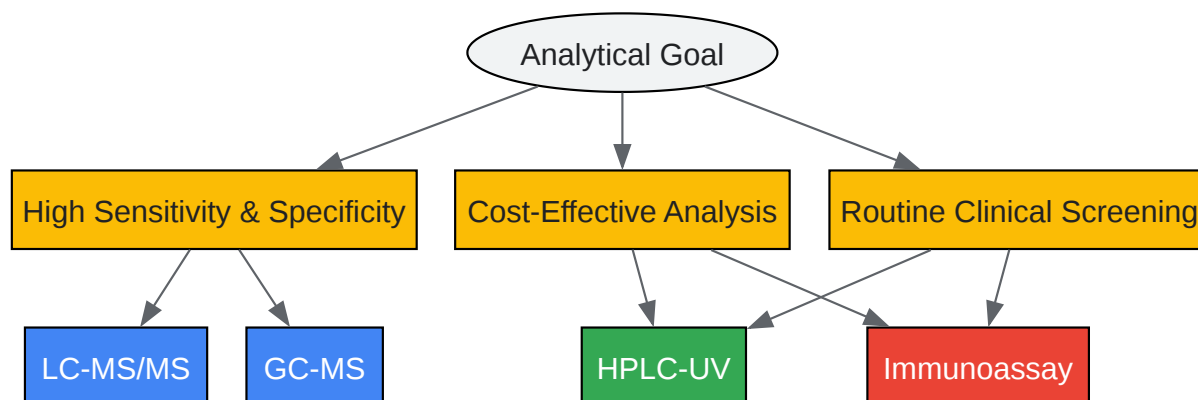 Analytical Goal
High Sensitivity & Specificity
Cost-Effective Analysis
Routine Clinical Screening
LC-MS/MS
GC-MS
HPLC-UV
Immunoassay